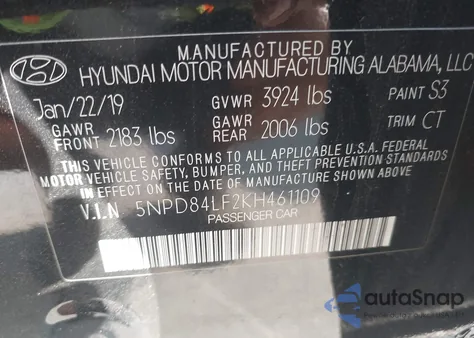 MANUFACTURED BY
HYUNDAI MOTOR MANUFACTURING ALABAMA, LLC
Jan/22/19 GVWR 3924 lbs PAINT S3
GAWR FRONT 2183 lbs GAWR REAR 2006 lbs TRIM CT
THIS VEHICLE CONFORMS TO ALL APPLICABLE U.S.A. FEDERAL
MOTOR VEHICLE SAFETY, BUMPER, AND THEFT PREVENTION STANDARDS
IN EFFECT ON THE DATE OF MANUFACTURE SHOWN ABOVE.
V.I.N 5NPD84LF2KH461109
PASSENGER CAR
autoSnap